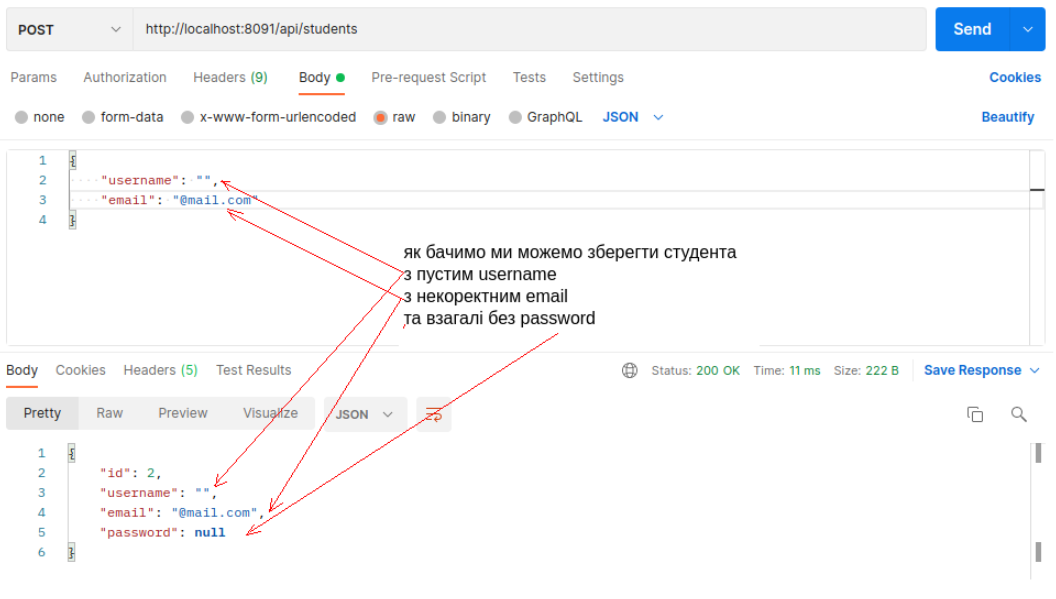 POST http://localhost:8091/api/students Send
Params Authorization Headers (9) Body Pre-request Script Tests Settings Cookies
none form-data x-www-form-urlencoded raw binary GraphQL JSON Beautify
1 {
2 "username": "",
3 "email": "@mail.com"
4 }
як бачимо ми можемо зберегти студента
з пустим username
з некоректним email
та взагалі без password
Body Cookies Headers (5) Test Results Status: 200 OK Time: 11 ms Size: 222 B Save Response
Pretty Raw Preview Visualize JSON
1 {
2 "id": 2,
3 "username": "",
4 "email": "@mail.com",
5 "password": null
6 }